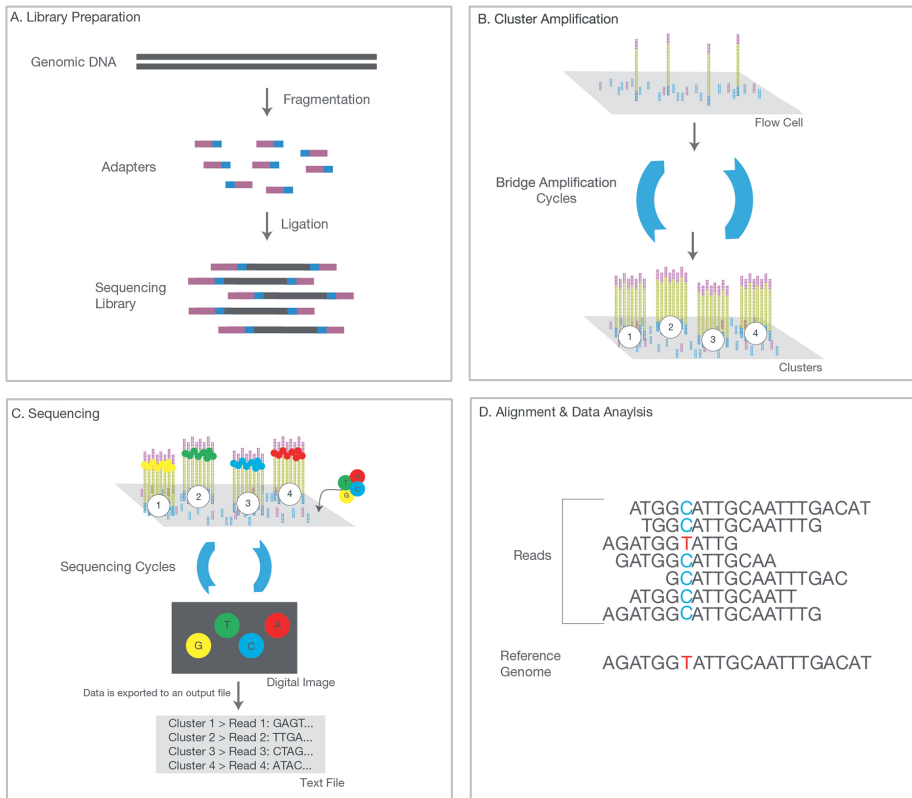 A. Library Preparation
Genomic DNA
Fragmentation
Adapters
Ligation
Sequencing
Library
B. Cluster Amplification
Flow Cell
Bridge Amplification
Cycles
1
2
3
4
Clusters
C. Sequencing
1
2
3
4
T
A
G
C
Sequencing Cycles
G
T
C
A
Digital Image
Data is exported to an output file
Cluster 1 > Read 1: GAGT...
Cluster 2 > Read 2: TTGA...
Cluster 3 > Read 3: CTAG...
Cluster 4 > Read 4: ATAC...
Text File
D. Alignment & Data Anaylsis
Reads
ATGGCATTGCAATTTGACAT
TGGCATTGCAATTTG
AGATGGTATTG
GATGGCATTGCAA
GCATTGCAATTTGAC
ATGGCATTGCAATT
AGATGGCATTGCAATTTG
Reference
Genome
AGATGGTATTGCAATTTGACAT